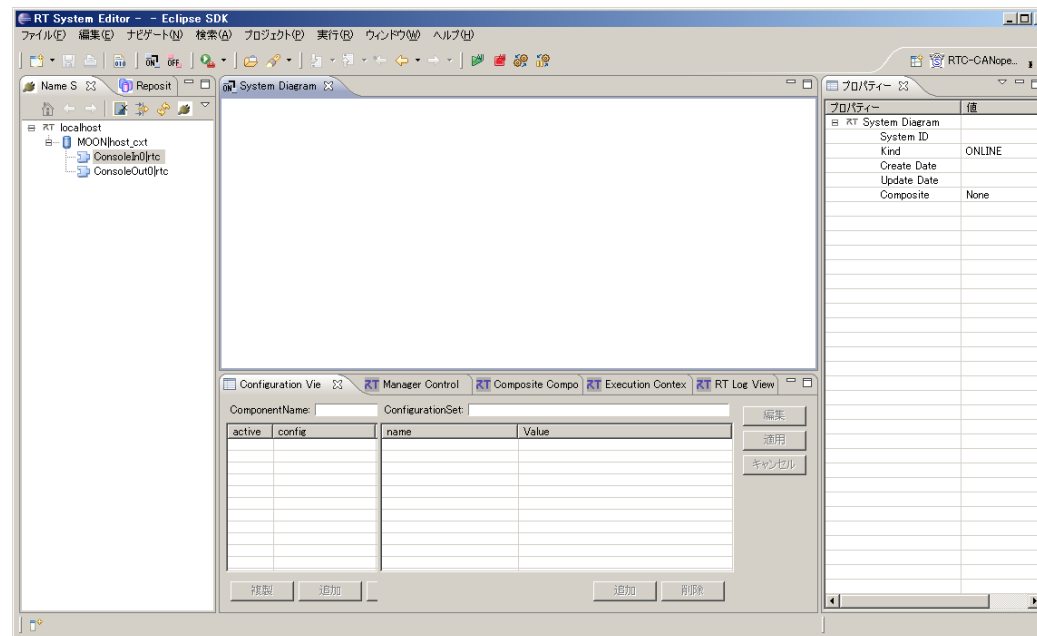 RT System Editor - - Eclipse SDK
ファイル(F) 編集(E) ナビゲート(N) 検索(A) プロジェクト(P) 実行(R) ウィンドウ(W) ヘルプ(H)
010 ON OFF
RTC-CANope...
Name S Reposit
RT localhost
MOON|host_cxt
ConsoleIn0|rtc
ConsoleOut0|rtc
ON System Diagram
プロパティー
プロパティー 値
RT System Diagram
System ID
Kind ONLINE
Create Date
Update Date
Composite None
Configuration Vie RT Manager Control RT Composite Compo RT Execution Contex RT RT Log View
ComponentName: ConfigurationSet: 編集
active config name Value
適用
キャンセル
複製 追加 追加 削除